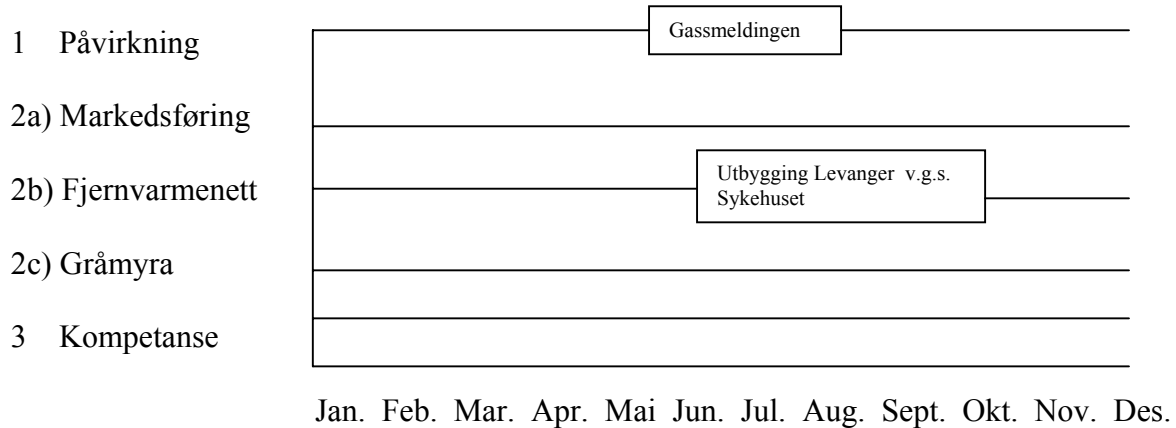 1 Påvirkning
Gassmeldingen
2a) Markedsføring
2b) Fjernvarmenett
Utbygging Levanger v.g.s.
Sykehuset
2c) Gråmyra
3 Kompetanse
Jan. Feb. Mar. Apr. Mai Jun. Jul. Aug. Sept. Okt. Nov. Des.